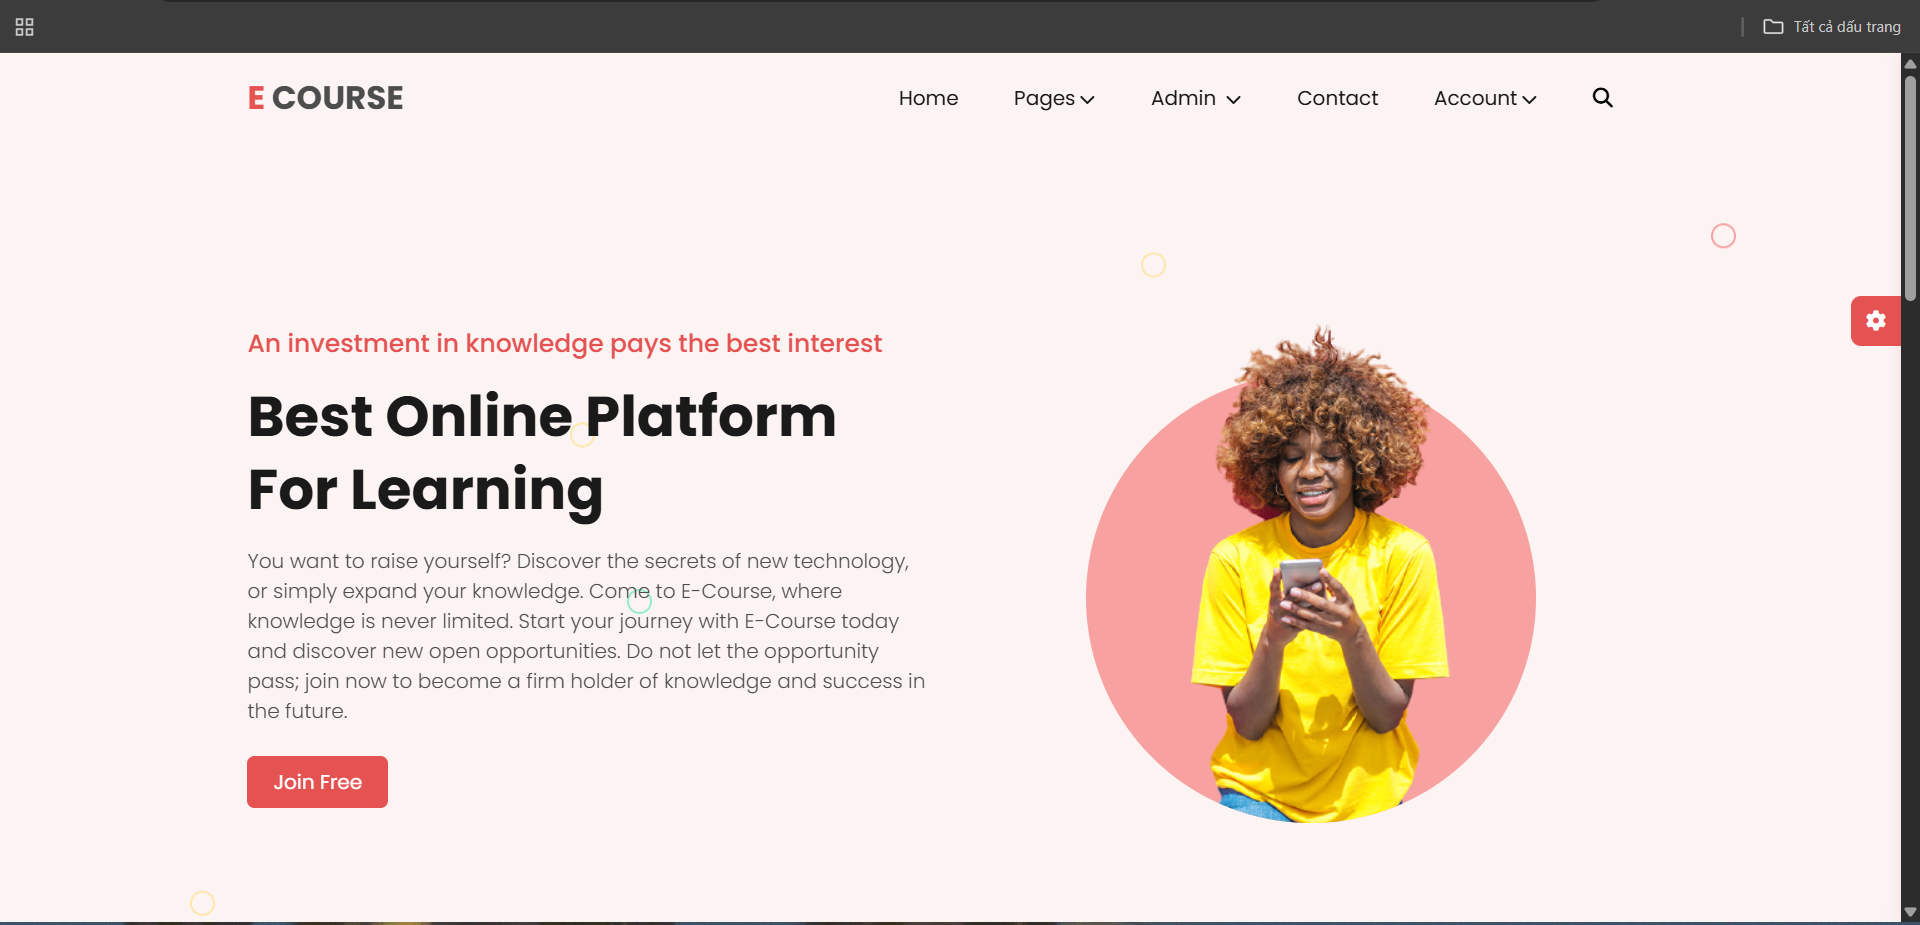 Tất cả dấu trang
E COURSE
Home
Pages
Admin
Contact
Account
An investment in knowledge pays the best interest
Best Online Platform
For Learning
You want to raise yourself? Discover the secrets of new technology,
or simply expand your knowledge. Come to E-Course, where
knowledge is never limited. Start your journey with E-Course today
and discover new open opportunities. Do not let the opportunity
pass; join now to become a firm holder of knowledge and success in
the future.
Join Free